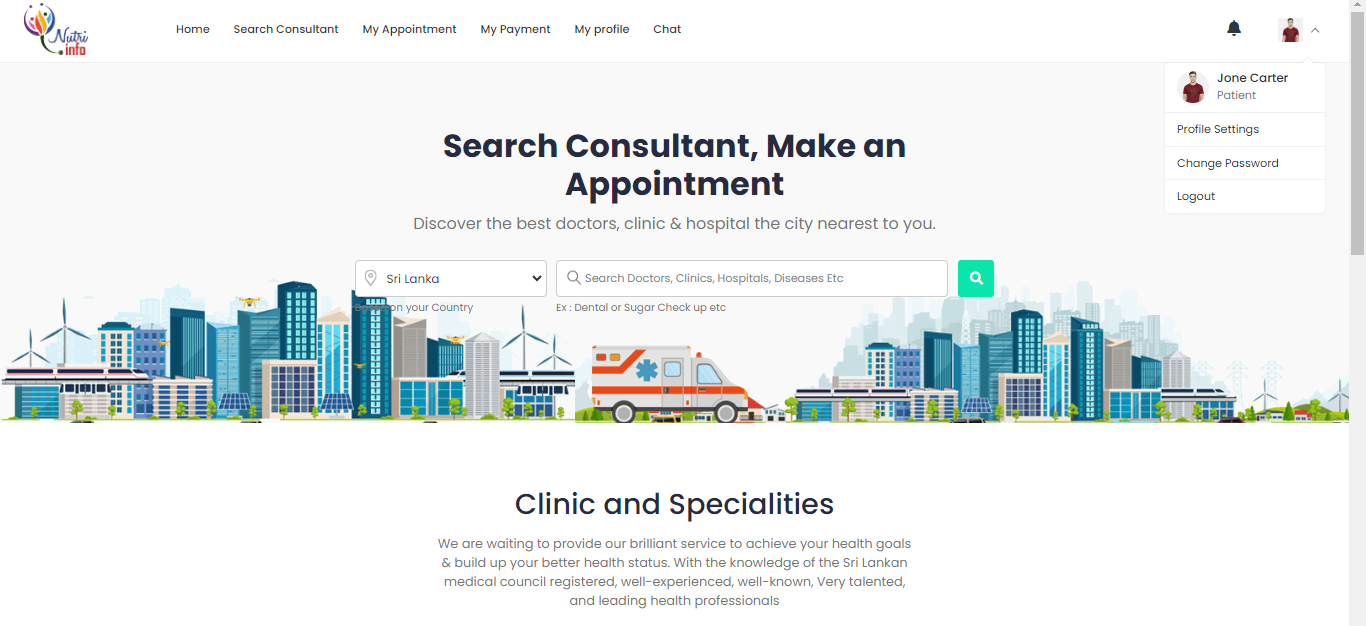 Nutri
.info
Home
Search Consultant
My Appointment
My Payment
My profile
Chat
Jone Carter
Patient
Profile Settings
Change Password
Logout
Search Consultant, Make an
Appointment
Discover the best doctors, clinic & hospital the city nearest to you.
Sri Lanka
Search Doctors, Clinics, Hospitals, Diseases Etc
Based on your Country
Ex : Dental or Sugar Check up etc
Clinic and Specialities
We are waiting to provide our brilliant service to achieve your health goals
& build up your better health status. With the knowledge of the Sri Lankan
medical council registered, well-experienced, well-known, Very talented,
and leading health professionals